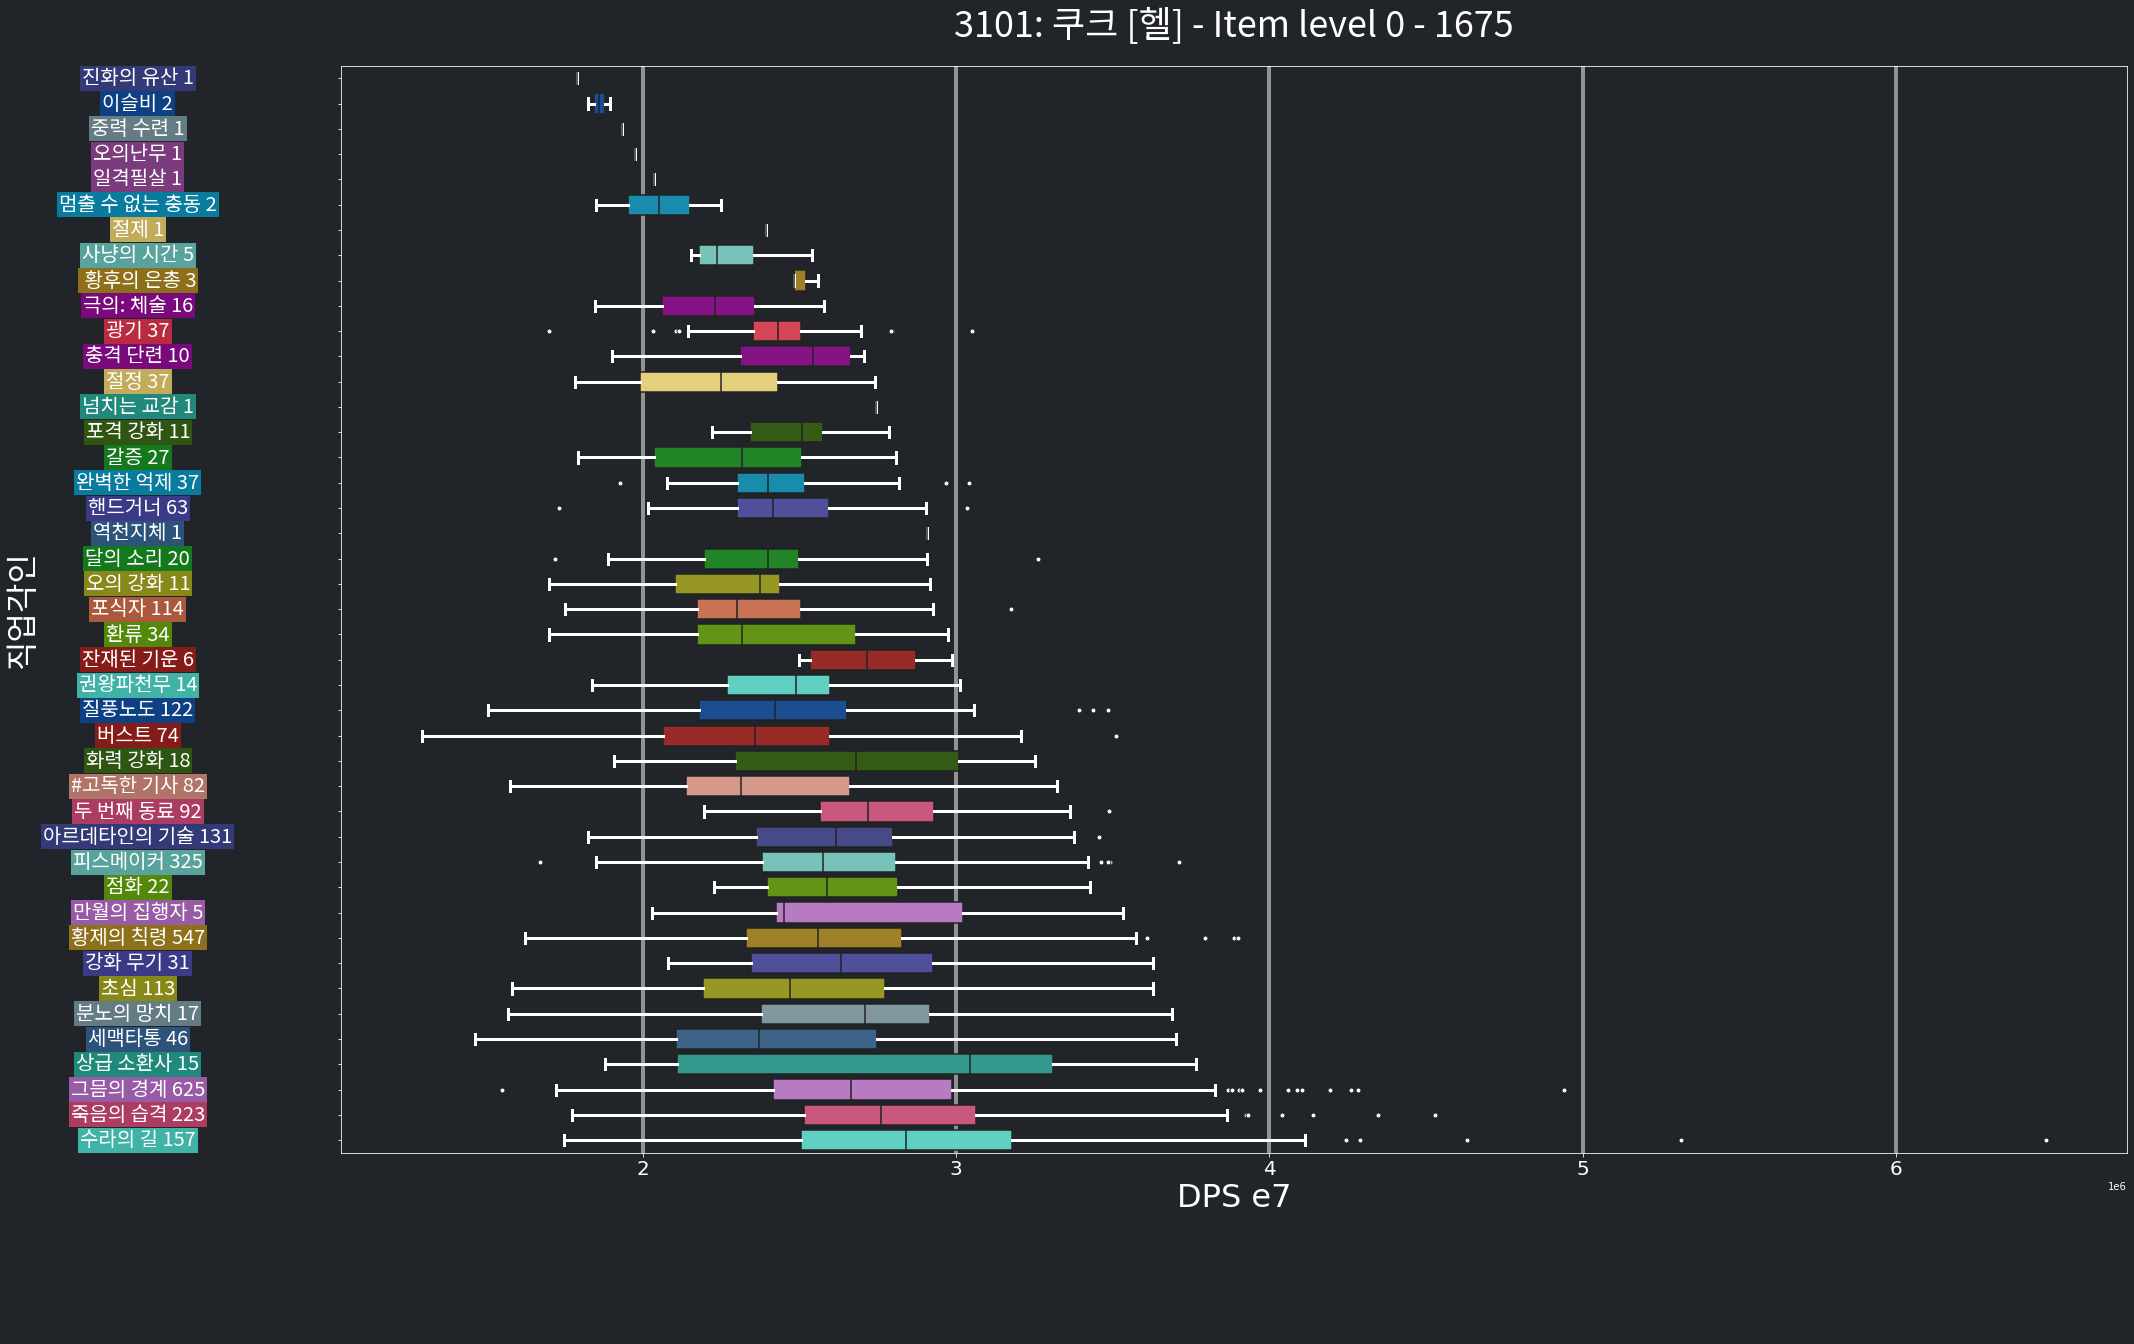 3101: 쿠크 [헬] - Item level 0 - 1675
진화의 유산 1
이슬비 2
중력 수련 1
오의난무 1
일격필살 1
멈출 수 없는 충동 2
절제 1
사냥의 시간 5
황후의 은총 3
극의: 체술 16
광기 37
충격 단련 10
절정 37
넘치는 교감 1
포격 강화 11
갈증 27
완벽한 억제 37
핸드거너 63
역천지체 1
달의 소리 20
오의 강화 11
포식자 114
환류 34
잔재된 기운 6
권왕파천무 14
질풍노도 122
버스트 74
화력 강화 18
#고독한 기사 82
두 번째 동료 92
아르데타인의 기술 131
피스메이커 325
점화 22
만월의 집행자 5
황제의 칙령 547
강화 무기 31
초심 113
분노의 망치 17
세맥타통 46
상급 소환사 15
그믐의 경계 625
죽음의 습격 223
수라의 길 157
직업각인
2 3 4 5 6
DPS e7
1e6